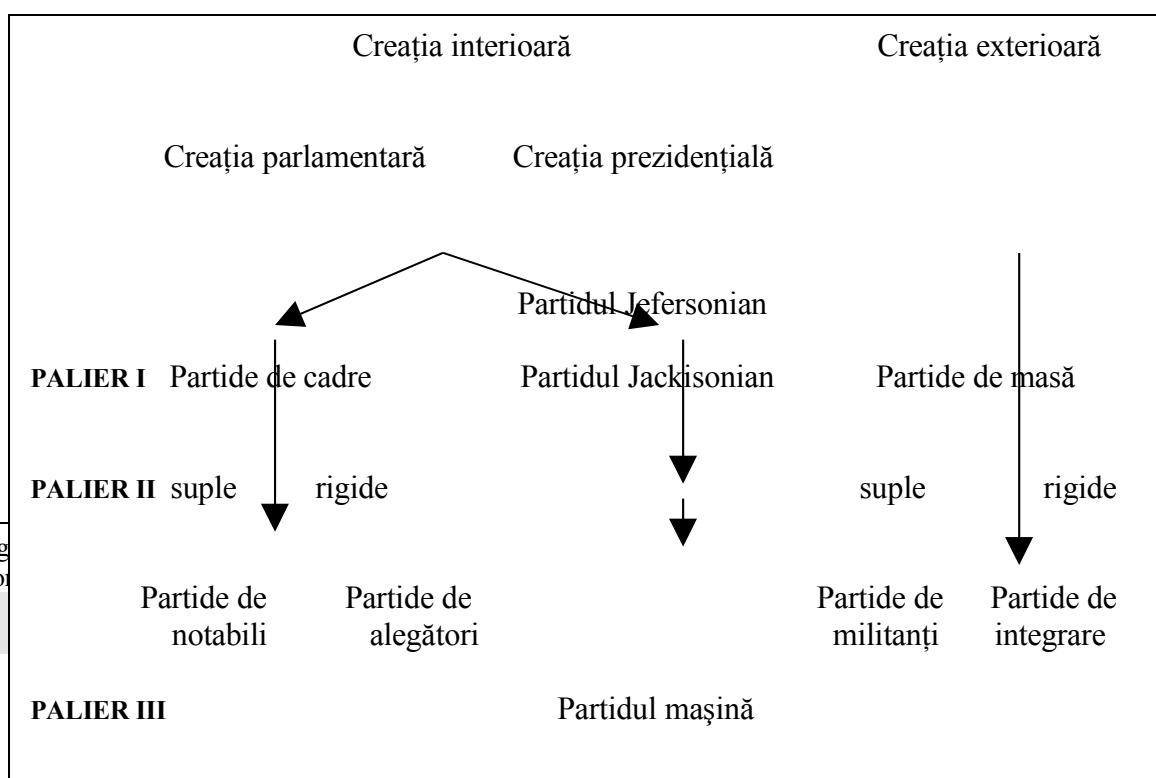 Creația interioară Creația exterioară
Creația parlamentară Creația prezidențială
Partidul Jefersonian
PALIER I Partide de cadre Partidul Jackisonian Partide de masă
PALIER II suple rigide suple rigide
Partide de Partide de Partide de Partide de
notabili alegători militanți integrare
PALIER III Partidul maşină